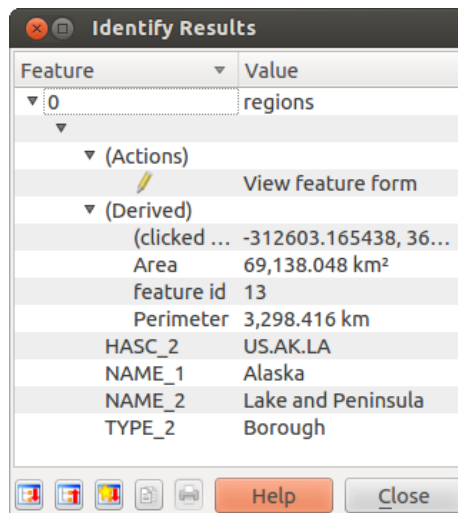 Identify Results
Feature Value
0 regions
(Actions)
View feature form
(Derived)
(clicked ... -312603.165438, 36...
Area 69,138.048 km²
feature id 13
Perimeter 3,298.416 km
HASC_2 US.AK.LA
NAME_1 Alaska
NAME_2 Lake and Peninsula
TYPE_2 Borough
Help Close